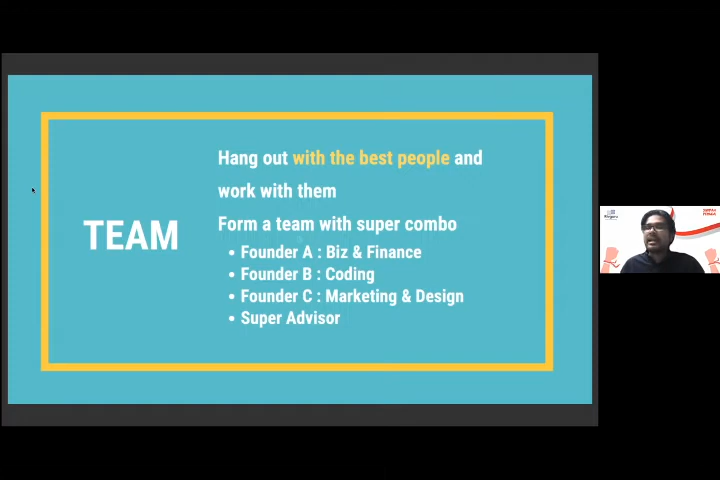 TEAM
Hang out with the best people and
work with them
Form a team with super combo
• Founder A : Biz & Finance
• Founder B : Coding
• Founder C : Marketing & Design
• Super Advisor